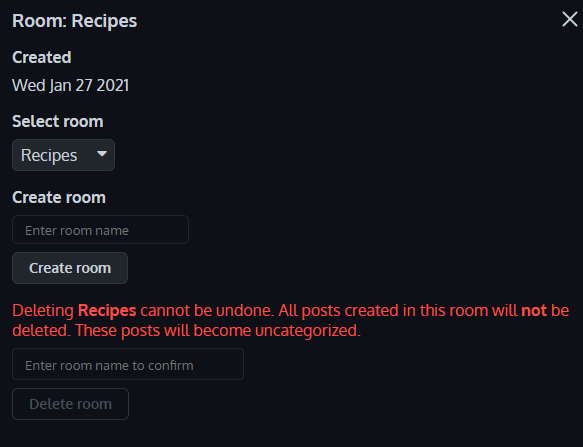 Room: Recipes
Created
Wed Jan 27 2021
Select room
Recipes
Create room
Enter room name
Create room
Deleting Recipes cannot be undone. All posts created in this room will not be
deleted. These posts will become uncategorized.
Enter room name to confirm
Delete room